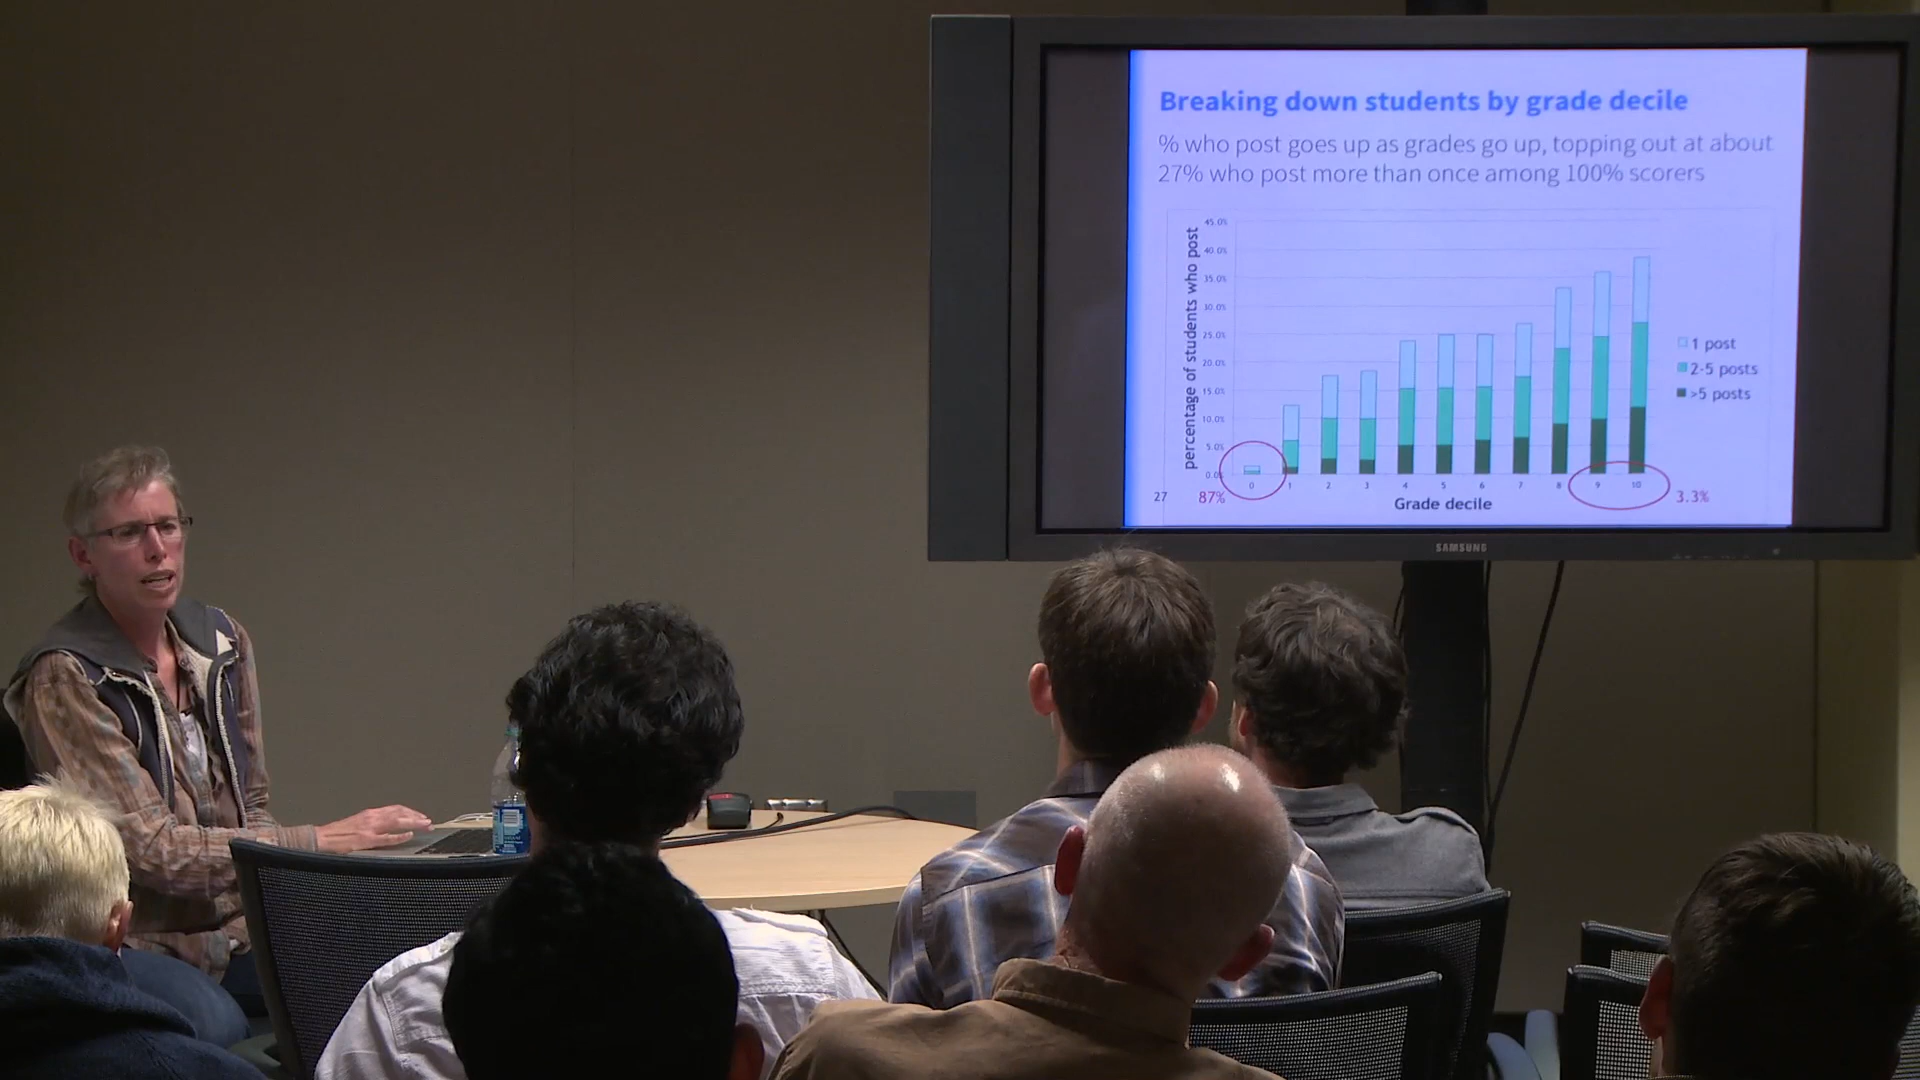 Breaking down students by grade decile
% who post goes up as grades go up, topping out at about
27% who post more than once among 100% scorers
percentage of students who post
45.0%
40.0%
35.0%
30.0%
25.0%
20.0%
15.0%
10.0%
5.0%
0.0%
0 1 2 3 4 5 6 7 8 9 10
1 post
2-5 posts
>5 posts
27 87% Grade decile 3.3%
SAMSUNG